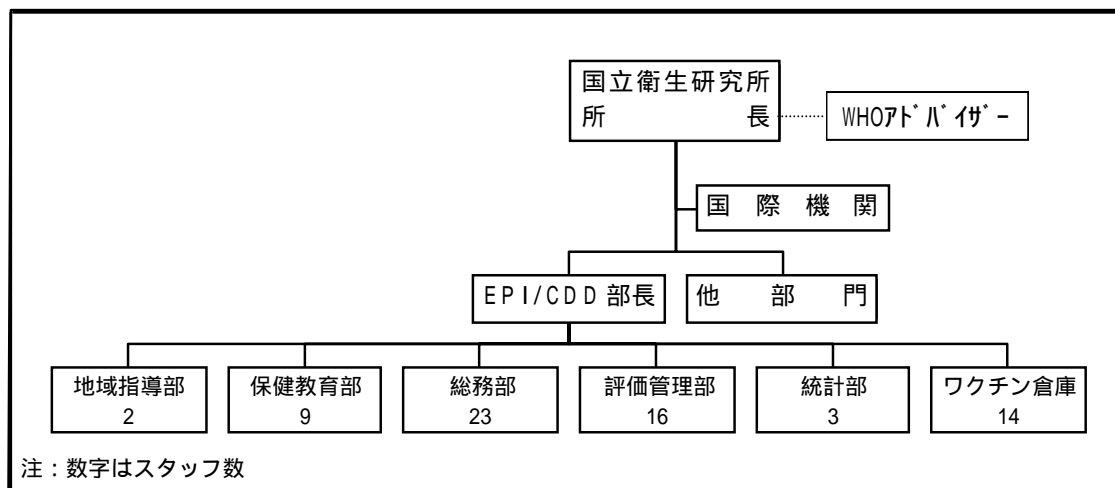 国立衛生研究所
所長
WHOアドバイザー
国際機関
EPI/CDD部長
他部門
地域指導部
2
保健教育部
9
総務部
23
評価管理部
16
統計部
3
ワクチン倉庫
14
注：数字はスタッフ数